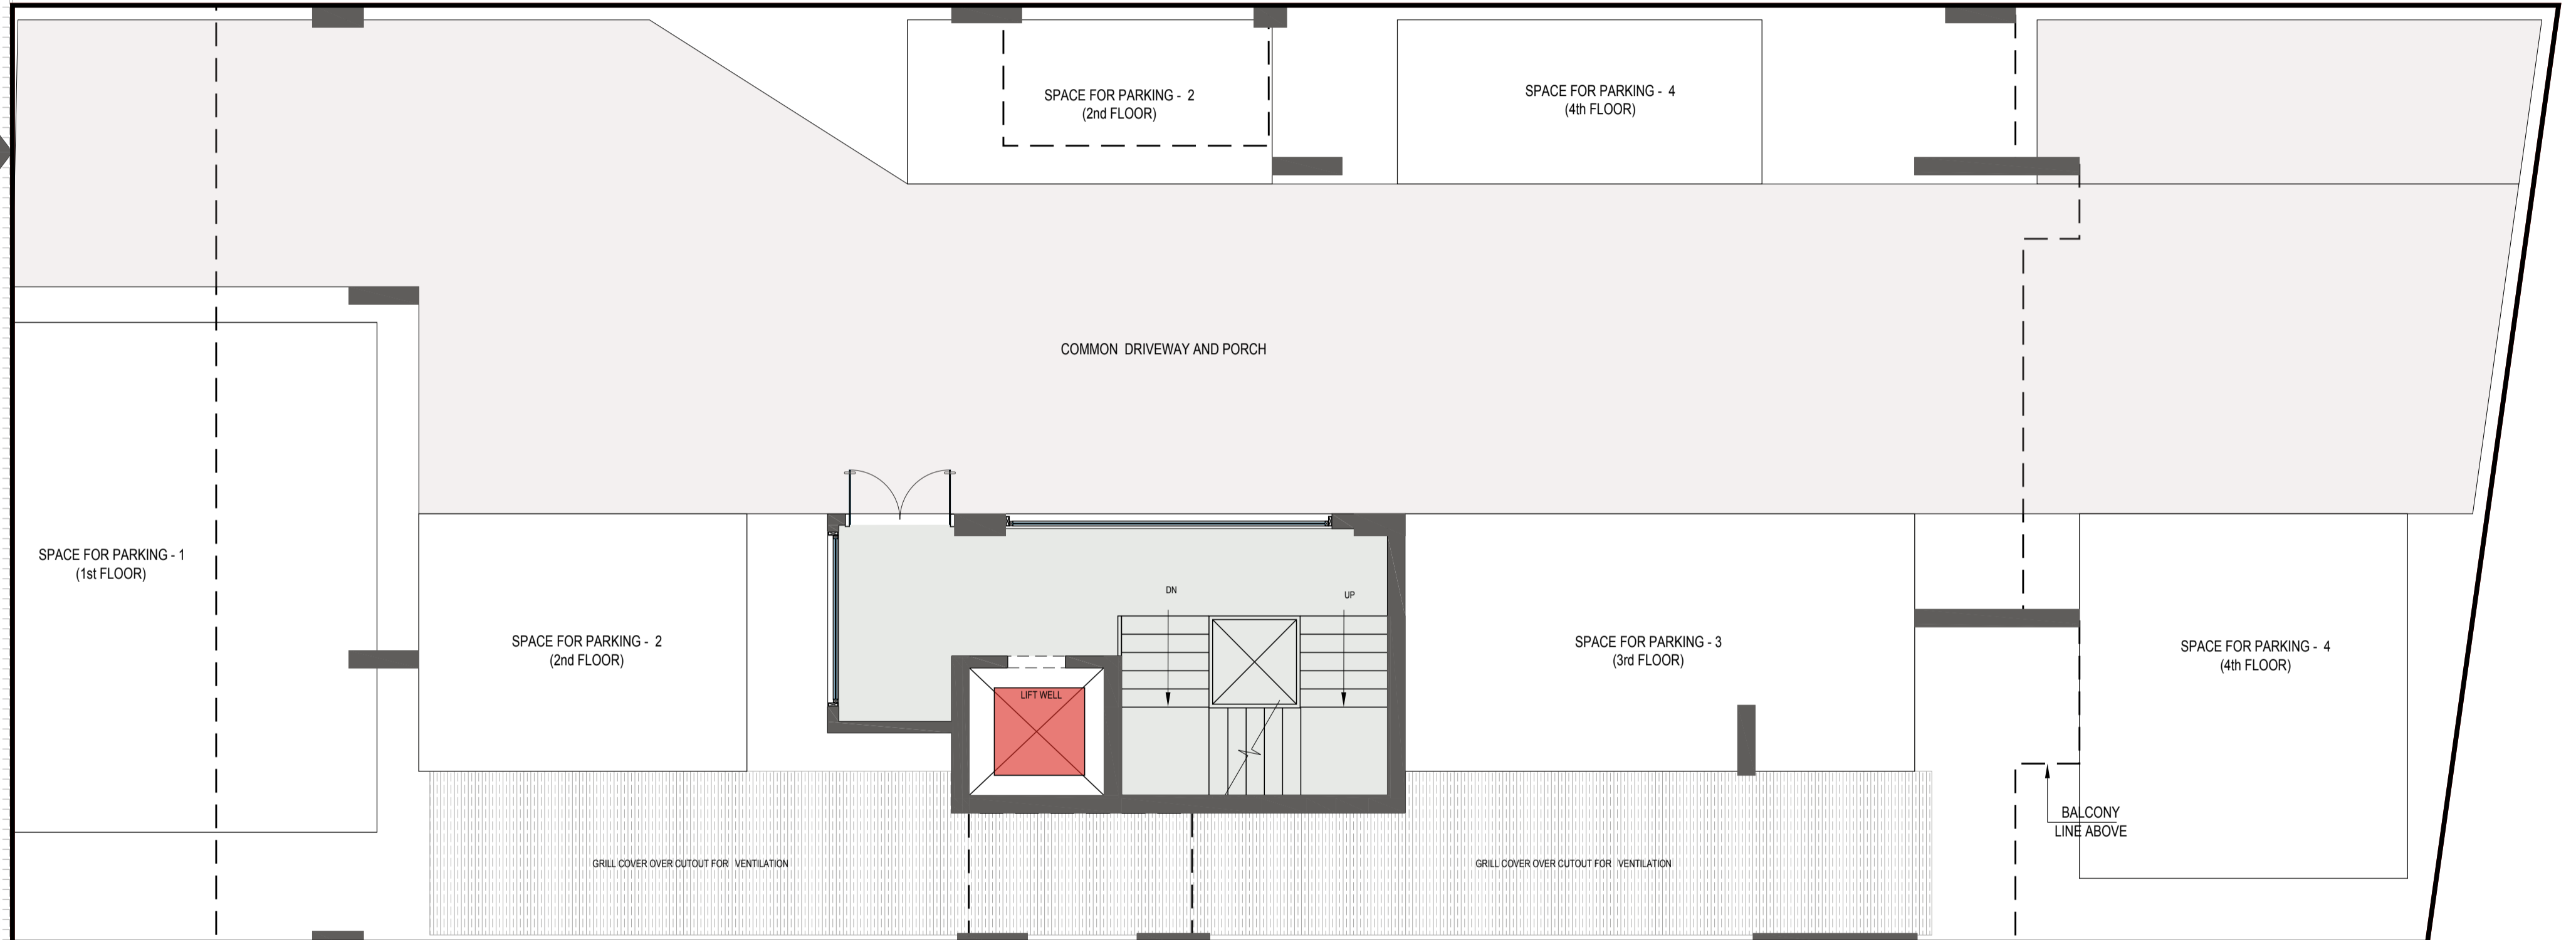 SPACE FOR PARKING - 2
(2nd FLOOR)
SPACE FOR PARKING - 4
(4th FLOOR)
COMMON DRIVEWAY AND PORCH
SPACE FOR PARKING - 1
(1st FLOOR)
SPACE FOR PARKING - 2
(2nd FLOOR)
DN
UP
LIFT WELL
SPACE FOR PARKING - 3
(3rd FLOOR)
SPACE FOR PARKING - 4
(4th FLOOR)
BALCONY
LINE ABOVE
GRILL COVER OVER CUTOUT FOR VENTILATION
GRILL COVER OVER CUTOUT FOR VENTILATION